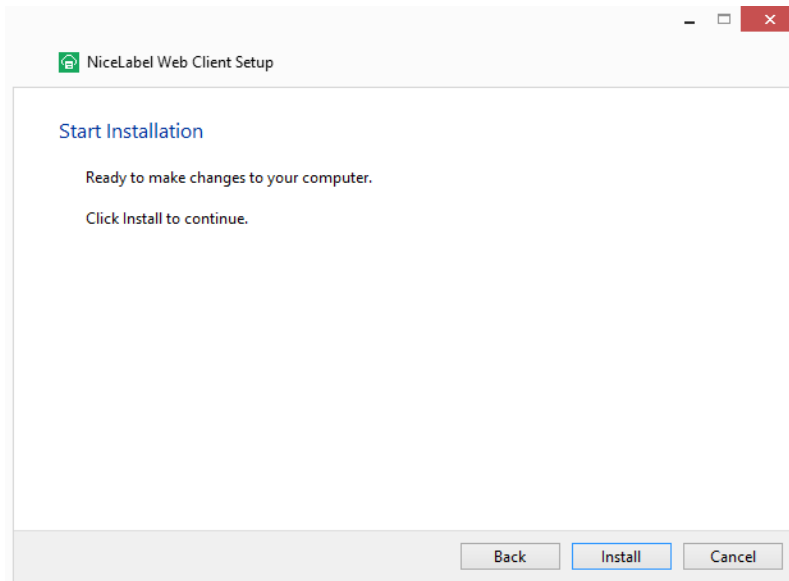 NiceLabel Web Client Setup
Start Installation
Ready to make changes to your computer.
Click Install to continue.
Back Install Cancel